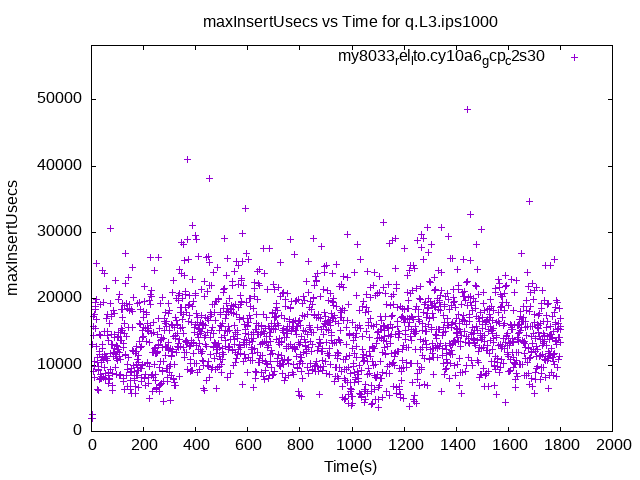 maxInsertUsecs vs Time for q.L3.ips1000
my8033relto.cy10a6gcpc2s30
50000
40000
30000
20000
10000
0
maxInsertUsecs
0 200 400 600 800 1000 1200 1400 1600 1800 2000
Time(s)